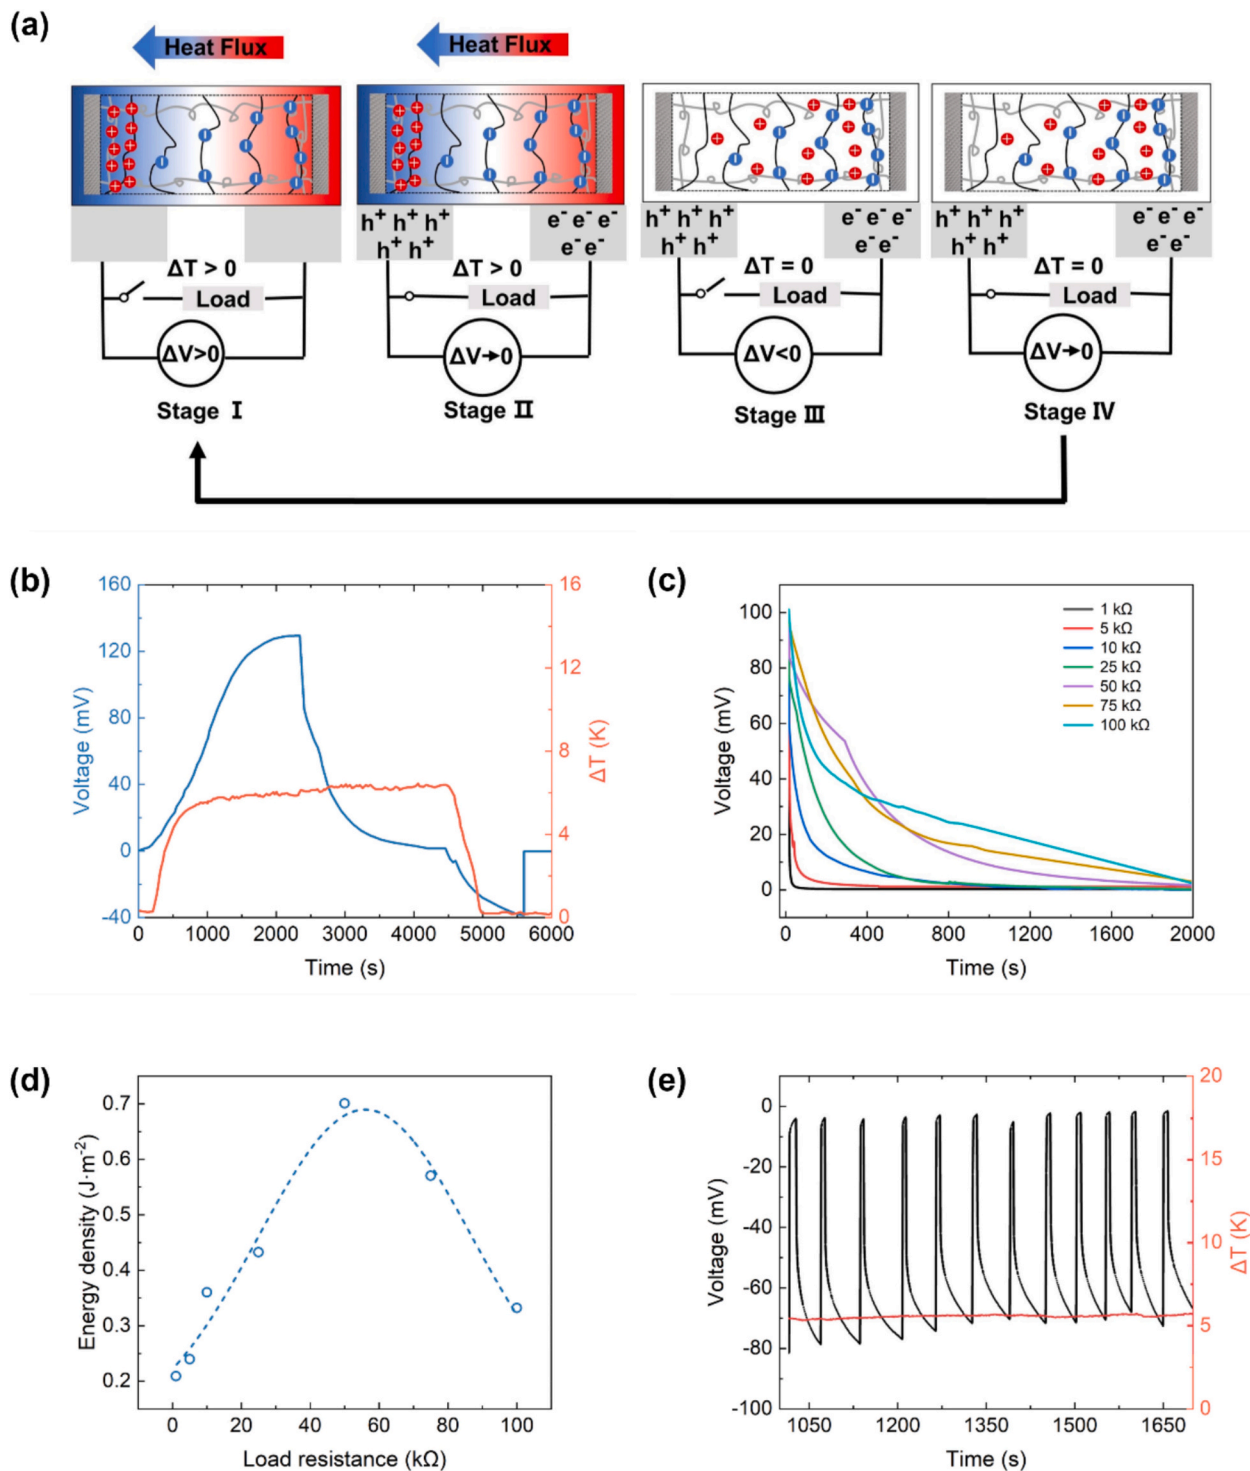 (a)
Heat Flux
Heat Flux
h⁺ h⁺ h⁺
h⁺ h⁺
e⁻ e⁻ e⁻
e⁻ e⁻
h⁺ h⁺ h⁺
h⁺ h⁺
e⁻ e⁻ e⁻
e⁻ e⁻
h⁺ h⁺ h⁺
h⁺ h⁺
e⁻ e⁻ e⁻
e⁻ e⁻
ΔT > 0
ΔT > 0
ΔT = 0
ΔT = 0
Load
Load
Load
Load
ΔV>0
ΔV→0
ΔV<0
ΔV→0
Stage Ⅰ
Stage Ⅱ
Stage Ⅲ
Stage Ⅳ
(b)
160
120
80
40
0
-40
Voltage (mV)
16
12
8
4
0
ΔT (K)
0 1000 2000 3000 4000 5000 6000
Time (s)
(c)
100
80
60
40
20
0
Voltage (mV)
1 kΩ
5 kΩ
10 kΩ
25 kΩ
50 kΩ
75 kΩ
100 kΩ
0 400 800 1200 1600 2000
Time (s)
(d)
0.7
0.6
0.5
0.4
0.3
0.2
Energy density (J·m⁻²)
0 20 40 60 80 100
Load resistance (kΩ)
(e)
0
-20
-40
-60
-80
-100
Voltage (mV)
20
15
10
5
0
ΔT (K)
1050 1200 1350 1500 1650
Time (s)